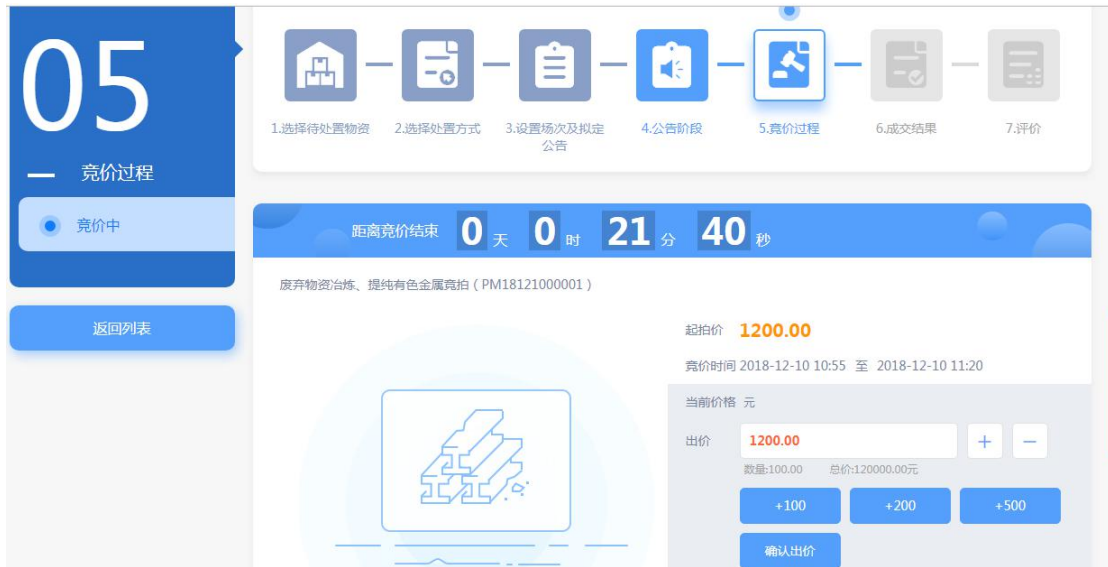 05
竞价过程
竞价中
返回列表
1.选择待处置物资
2.选择处置方式
3.设置场次及拟定
公告
4.公告阶段
5.竞价过程
6.成交结果
7.评价
距离竞价结束 0 天 0 时 21 分 40 秒
废弃物资冶炼、提纯有色金属竞拍 ( PM18121000001 )
起拍价 1200.00
竞价时间 2018-12-10 10:55 至 2018-12-10 11:20
当前价格 元
出价 1200.00 + −
数量:100.00 总价:120000.00元
+100 +200 +500
确认出价